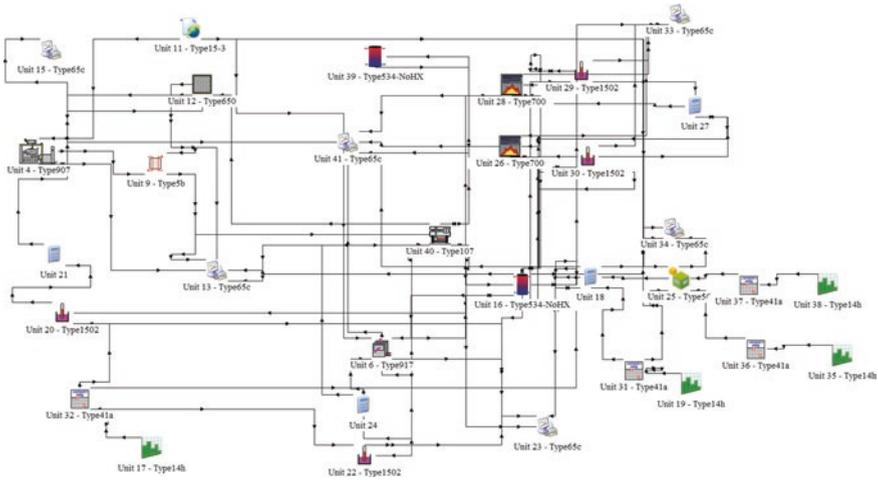 Unit 33 - Type65c
Unit 11 - Type15-3
Unit 15 - Type65c
Unit 39 - Type534-NoHX
Unit 29 - Type1502
Unit 12 - Type650
Unit 28 - Type700
Unit 27
Unit 41 - Type65c
Unit 26 - Type700
Unit 4 - Type907
Unit 9 - Type5b
Unit 30 - Type1502
Unit 34 - Type65c
Unit 40 - Type107
Unit 21
Unit 13 - Type65c
Unit 16 - Type534-NoHX
Unit 18
Unit 25 - Type5
Unit 37 - Type41a
Unit 38 - Type14h
Unit 20 - Type1502
Unit 6 - Type917
Unit 36 - Type41a
Unit 35 - Type14h
Unit 31 - Type41a
Unit 19 - Type14h
Unit 32 - Type41a
Unit 24
Unit 23 - Type65c
Unit 17 - Type14h
Unit 22 - Type1502